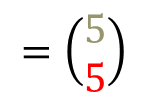 = (5
5)